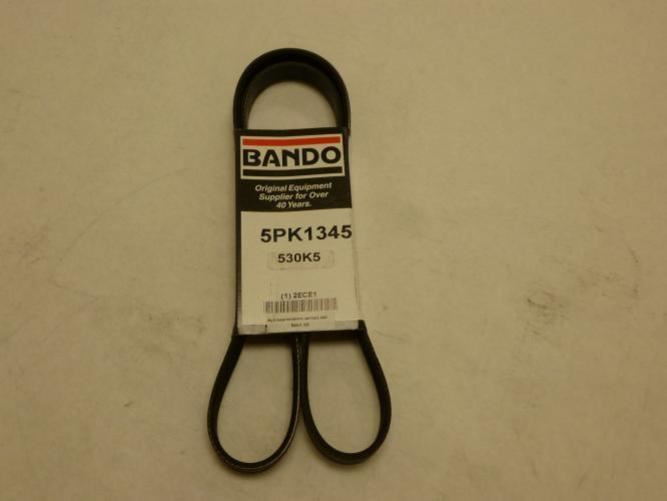 BANDO
Original Equipment
Supplier for Over
40 Years.
5PK1345
530K5
(1) 2ECE1